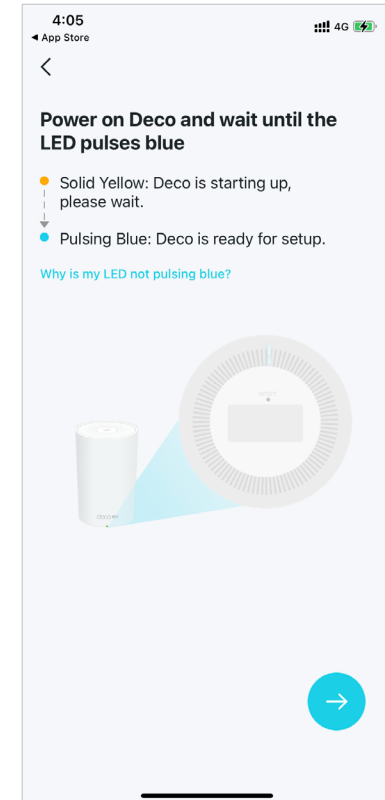 4:05
4G
◀ App Store
Power on Deco and wait until the
LED pulses blue
Solid Yellow: Deco is starting up,
please wait.
Pulsing Blue: Deco is ready for setup.
Why is my LED not pulsing blue?
deco